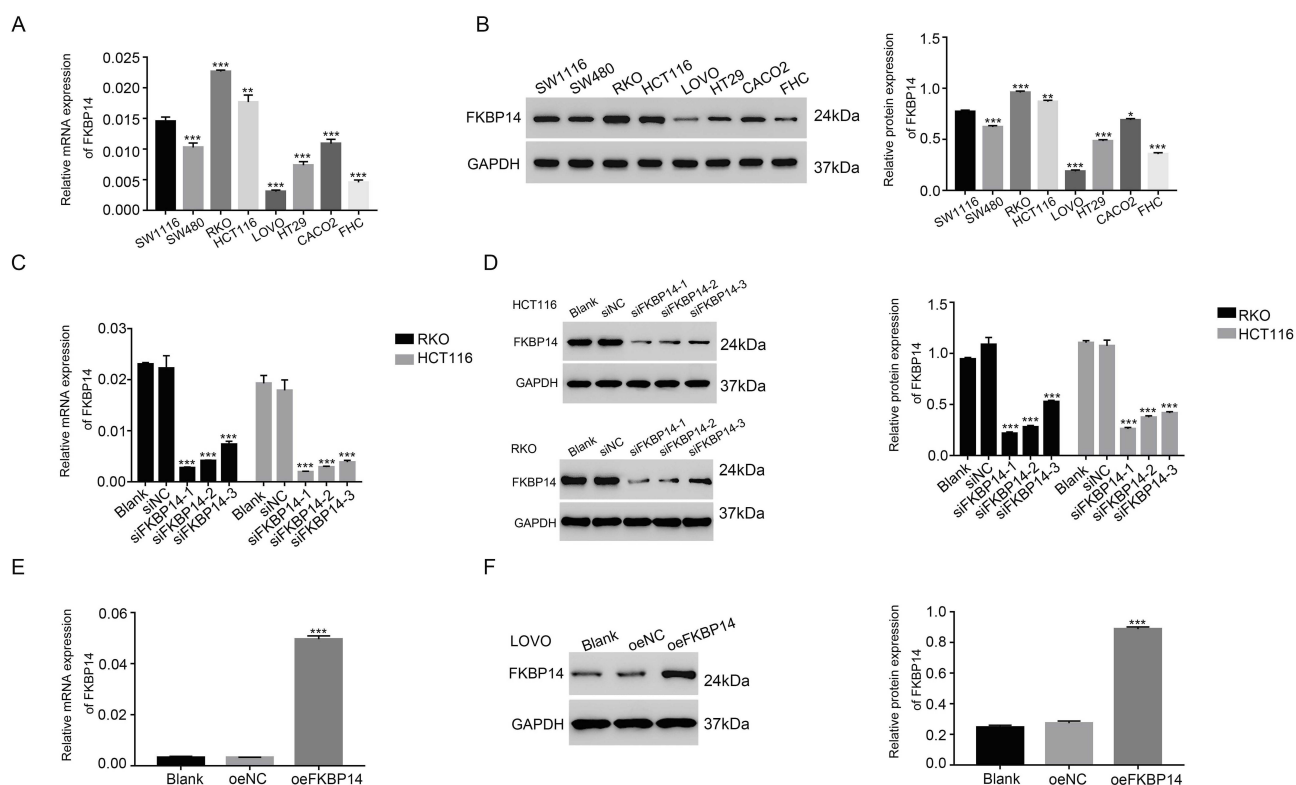 A
Relative mRNA expression
of FKBP14
0.025
0.020
0.015
0.010
0.005
0.000
***
***
**
***
***
***
***
SW1116
SW480
RKO
HCT116
LOVO
HT29
CACO2
FHC
B
SW1116
SW480
RKO
HCT116
LOVO
HT29
CACO2
FHC
FKBP14
24kDa
GAPDH
37kDa
Relative protein expression
of FKBP14
1.5
1.0
0.5
0.0
***
***
**
***
***
*
***
SW1116
SW480
RKO
HCT116
LOVO
HT29
CACO2
FHC
C
Relative mRNA expression
of FKBP14
0.03
0.02
0.01
0.00
***
***
***
***
***
***
Blank
siNC
siFKBP14-1
siFKBP14-2
siFKBP14-3
Blank
siNC
siFKBP14-1
siFKBP14-2
siFKBP14-3
RKO
HCT116
D
HCT116
Blank
siNC
siFKBP14-1
siFKBP14-2
siFKBP14-3
FKBP14
24kDa
GAPDH
37kDa
RKO
Blank
siNC
siFKBP14-1
siFKBP14-2
siFKBP14-3
FKBP14
24kDa
GAPDH
37kDa
Relative protein expression
of FKBP14
1.5
1.0
0.5
0.0
***
***
***
***
***
***
Blank
siNC
siFKBP14-1
siFKBP14-2
siFKBP14-3
Blank
siNC
siFKBP14-1
siFKBP14-2
siFKBP14-3
RKO
HCT116
E
Relative mRNA expression
of FKBP14
0.06
0.04
0.02
0.00
***
Blank
oeNC
oeFKBP14
F
LOVO
Blank
oeNC
oeFKBP14
FKBP14
24kDa
GAPDH
37kDa
Relative protein expression
of FKBP14
1.0
0.8
0.6
0.4
0.2
0.0
***
Blank
oeNC
oeFKBP14